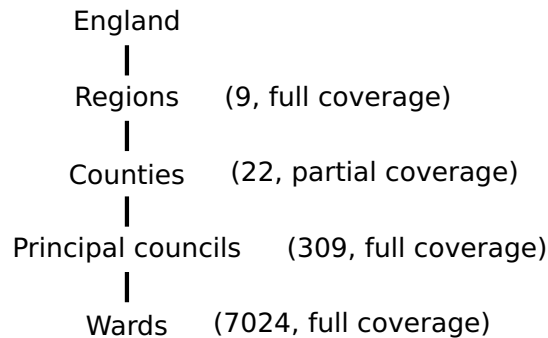 England
Regions (9, full coverage)
Counties (22, partial coverage)
Principal councils (309, full coverage)
Wards (7024, full coverage)